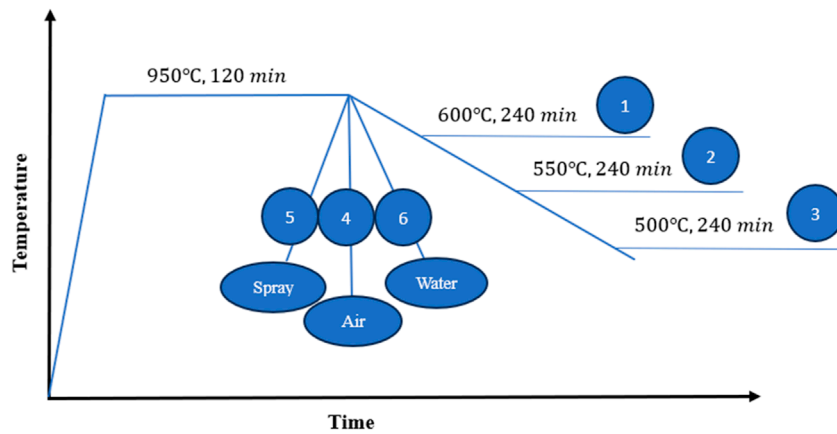 950℃, 120 min
600℃, 240 min
1
550℃, 240 min
2
500℃, 240 min
3
5
4
6
Spray
Air
Water
Temperature
Time